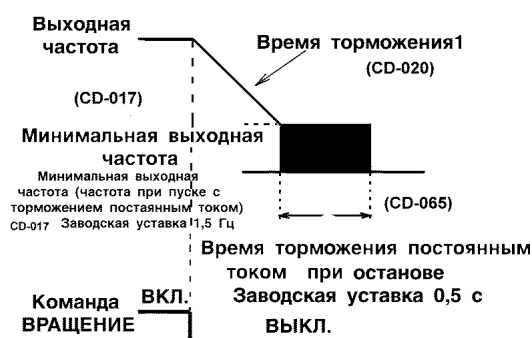 Выходная
частота
Время торможения1
(CD-020)
(CD-017)
Минимальная выходная
частота
Минимальная выходная
частота (частота при пуске с
торможением постаянным током)
CD-017 Заводская уставка 1,5 Гц
(CD-065)
Время торможения постоянным
током при останове
Заводская уставка 0,5 с
Команда
ВРАЩЕНИЕ
ВКЛ.
ВЫКЛ.